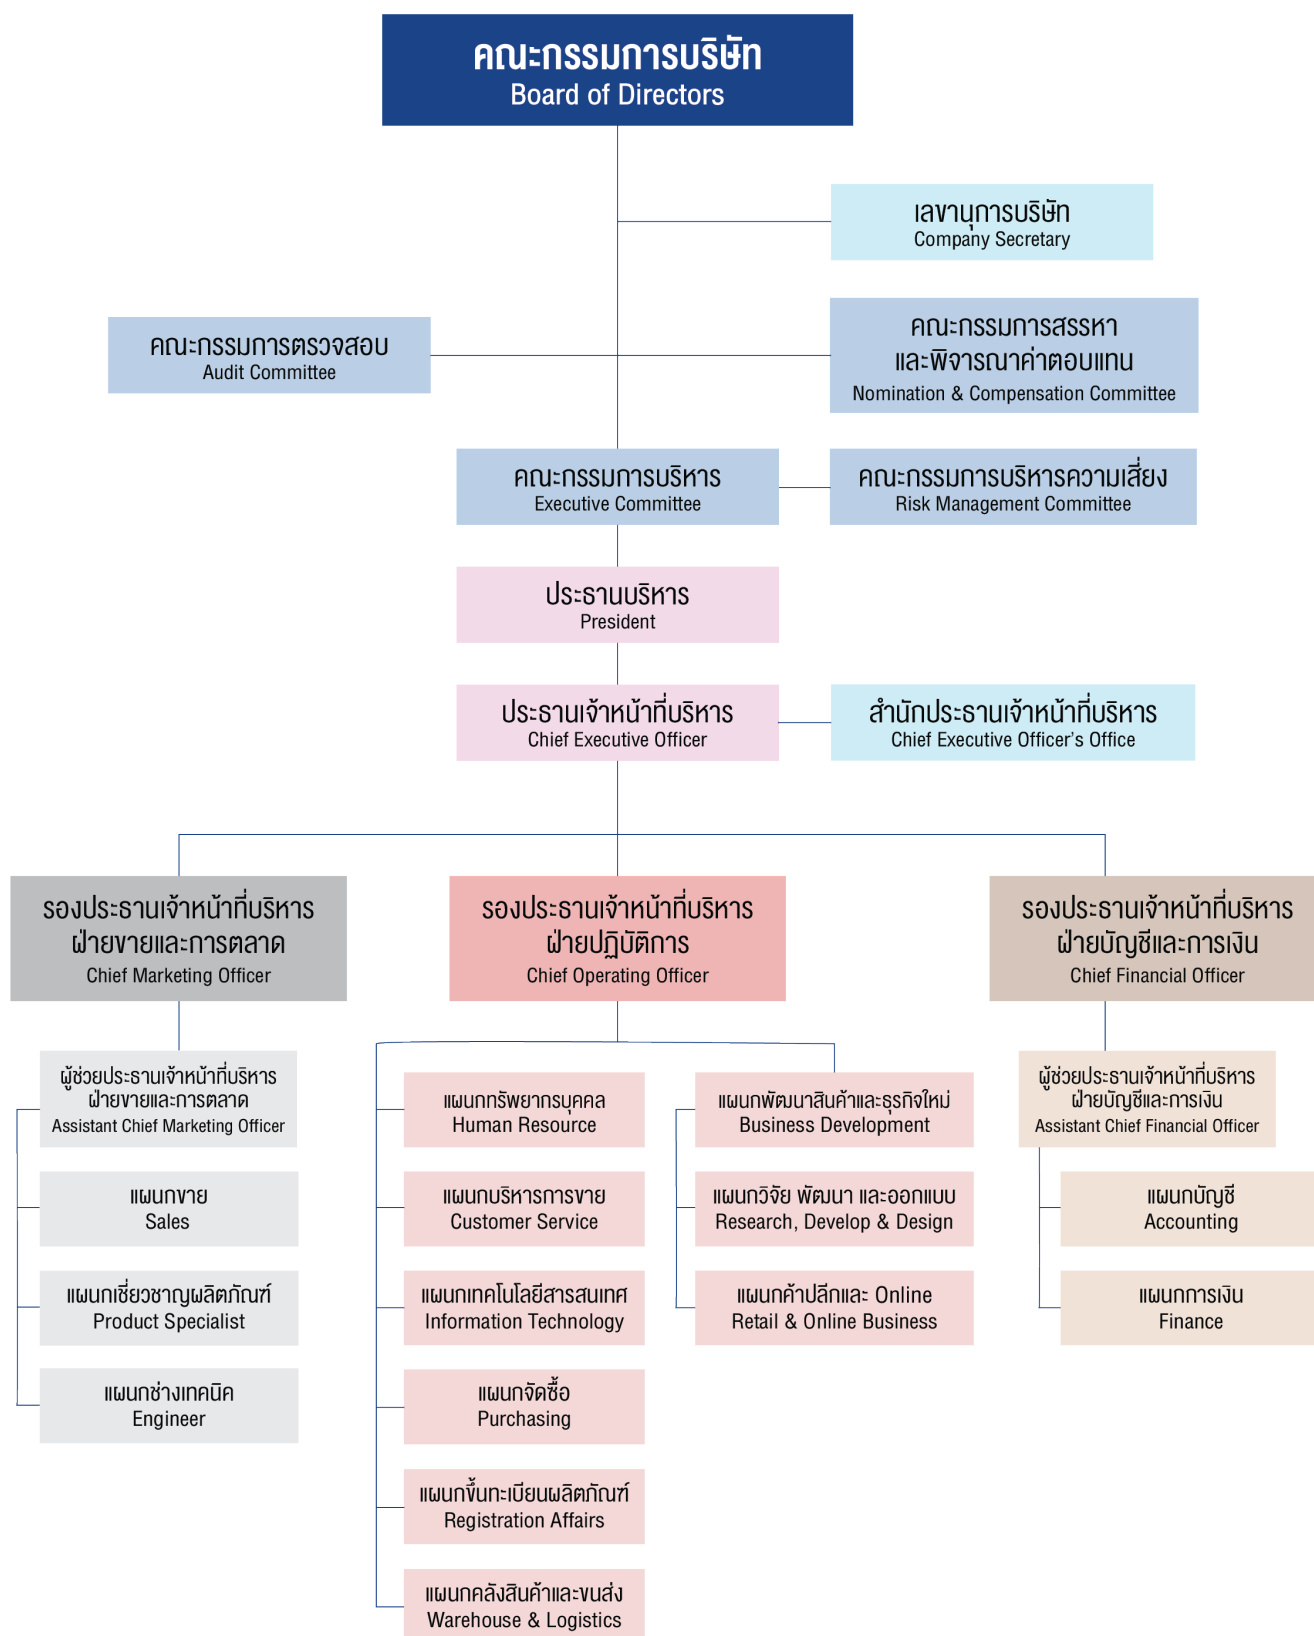 คณะกรรมการบริษัท
Board of Directors
เลขานุการบริษัท
Company Secretary
คณะกรรมการตรวจสอบ
Audit Committee
คณะกรรมการสรรหา
และพิจารณาค่าตอบแทน
Nomination & Compensation Committee
คณะกรรมการบริหาร
Executive Committee
คณะกรรมการบริหารความเสี่ยง
Risk Management Committee
ประธานบริหาร
President
ประธานเจ้าหน้าที่บริหาร
Chief Executive Officer
สำนักประธานเจ้าหน้าที่บริหาร
Chief Executive Officer's Office
รองประธานเจ้าหน้าที่บริหาร
ฝ่ายขายและการตลาด
Chief Marketing Officer
รองประธานเจ้าหน้าที่บริหาร
ฝ่ายปฏิบัติการ
Chief Operating Officer
รองประธานเจ้าหน้าที่บริหาร
ฝ่ายบัญชีและการเงิน
Chief Financial Officer
ผู้ช่วยประธานเจ้าหน้าที่บริหาร
ฝ่ายขายและการตลาด
Assistant Chief Marketing Officer
แผนกขาย
Sales
แผนกเชี่ยวชาญผลิตภัณฑ์
Product Specialist
แผนกช่างเทคนิค
Engineer
แผนกทรัพยากรบุคคล
Human Resource
แผนกบริหารการขาย
Customer Service
แผนกเทคโนโลยีสารสนเทศ
Information Technology
แผนกจัดซื้อ
Purchasing
แผนกขึ้นทะเบียนผลิตภัณฑ์
Registration Affairs
แผนกคลังสินค้าและขนส่ง
Warehouse & Logistics
แผนกพัฒนาสินค้าและธุรกิจใหม่
Business Development
แผนกวิจัย พัฒนา และออกแบบ
Research, Develop & Design
แผนกค้าปลีกและ Online
Retail & Online Business
ผู้ช่วยประธานเจ้าหน้าที่บริหาร
ฝ่ายบัญชีและการเงิน
Assistant Chief Financial Officer
แผนกบัญชี
Accounting
แผนกการเงิน
Finance